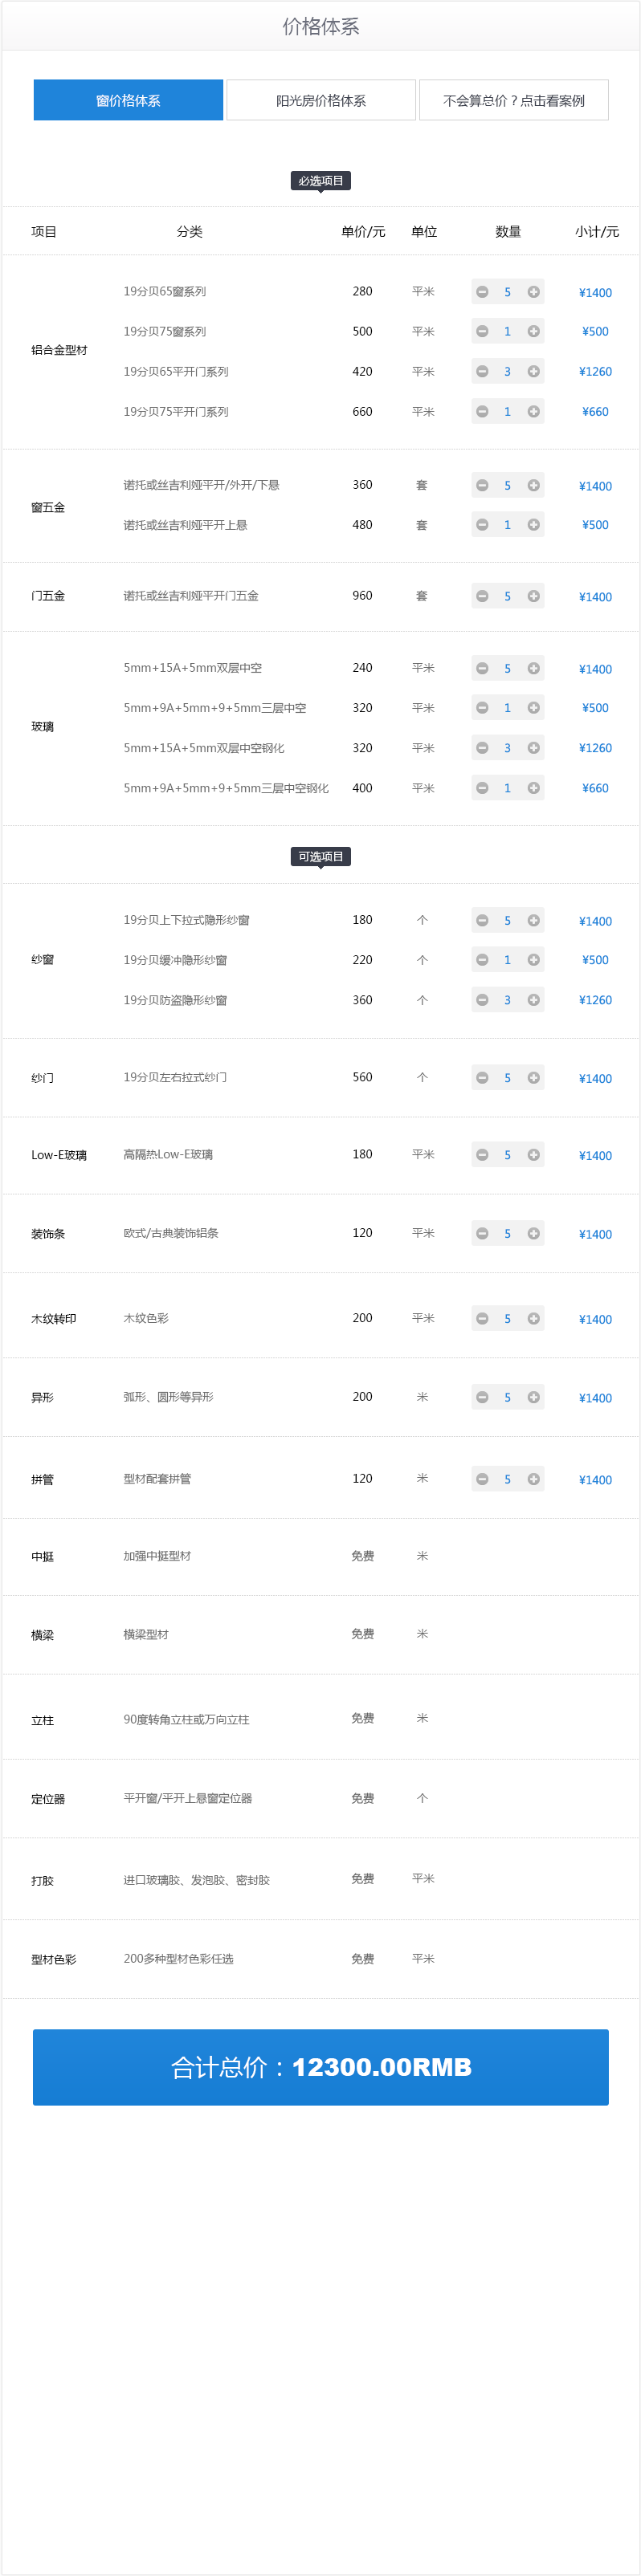 价格体系
窗价格体系 阳光房价格体系 不会算总价？点击看案例
必选项目
项目 分类 单价/元 单位 数量 小计/元
19分贝65窗系列 280 平米 5 ¥1400
19分贝75窗系列 500 平米 1 ¥500
铝合金型材
19分贝65平开门系列 420 平米 3 ¥1260
19分贝75平开门系列 660 平米 1 ¥660
诺托或丝吉利娅平开/外开/下悬 360 套 5 ¥1400
窗五金
诺托或丝吉利娅平开上悬 480 套 1 ¥500
门五金 诺托或丝吉利娅平开门五金 960 套 5 ¥1400
5mm+15A+5mm双层中空 240 平米 5 ¥1400
5mm+9A+5mm+9+5mm三层中空 320 平米 1 ¥500
玻璃
5mm+15A+5mm双层中空钢化 320 平米 3 ¥1260
5mm+9A+5mm+9+5mm三层中空钢化 400 平米 1 ¥660
可选项目
19分贝上下拉式隐形纱窗 180 个 5 ¥1400
纱窗 19分贝缓冲隐形纱窗 220 个 1 ¥500
19分贝防盗隐形纱窗 360 个 3 ¥1260
纱门 19分贝左右拉式纱门 560 个 5 ¥1400
Low-E玻璃 高隔热Low-E玻璃 180 平米 5 ¥1400
装饰条 欧式/古典装饰铝条 120 平米 5 ¥1400
木纹转印 木纹色彩 200 平米 5 ¥1400
异形 弧形、圆形等异形 200 米 5 ¥1400
拼管 型材配套拼管 120 米 5 ¥1400
中挺 加强中挺型材 免费 米
横梁 横梁型材 免费 米
立柱 90度转角立柱或万向立柱 免费 米
定位器 平开窗/平开上悬窗定位器 免费 个
打胶 进口玻璃胶、发泡胶、密封胶 免费 平米
型材色彩 200多种型材色彩任选 免费 平米
合计总价：12300.00RMB